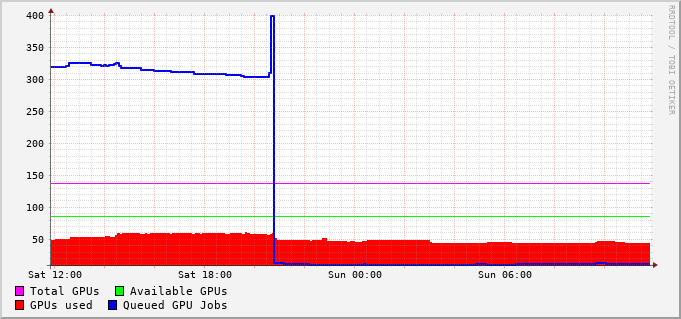 400
350
300
250
200
150
100
50
Sat 12:00 Sat 18:00 Sun 00:00 Sun 06:00
Total GPUs Available GPUs
GPUs used Queued GPU Jobs
RRDTOOL / TOBI OETIKER